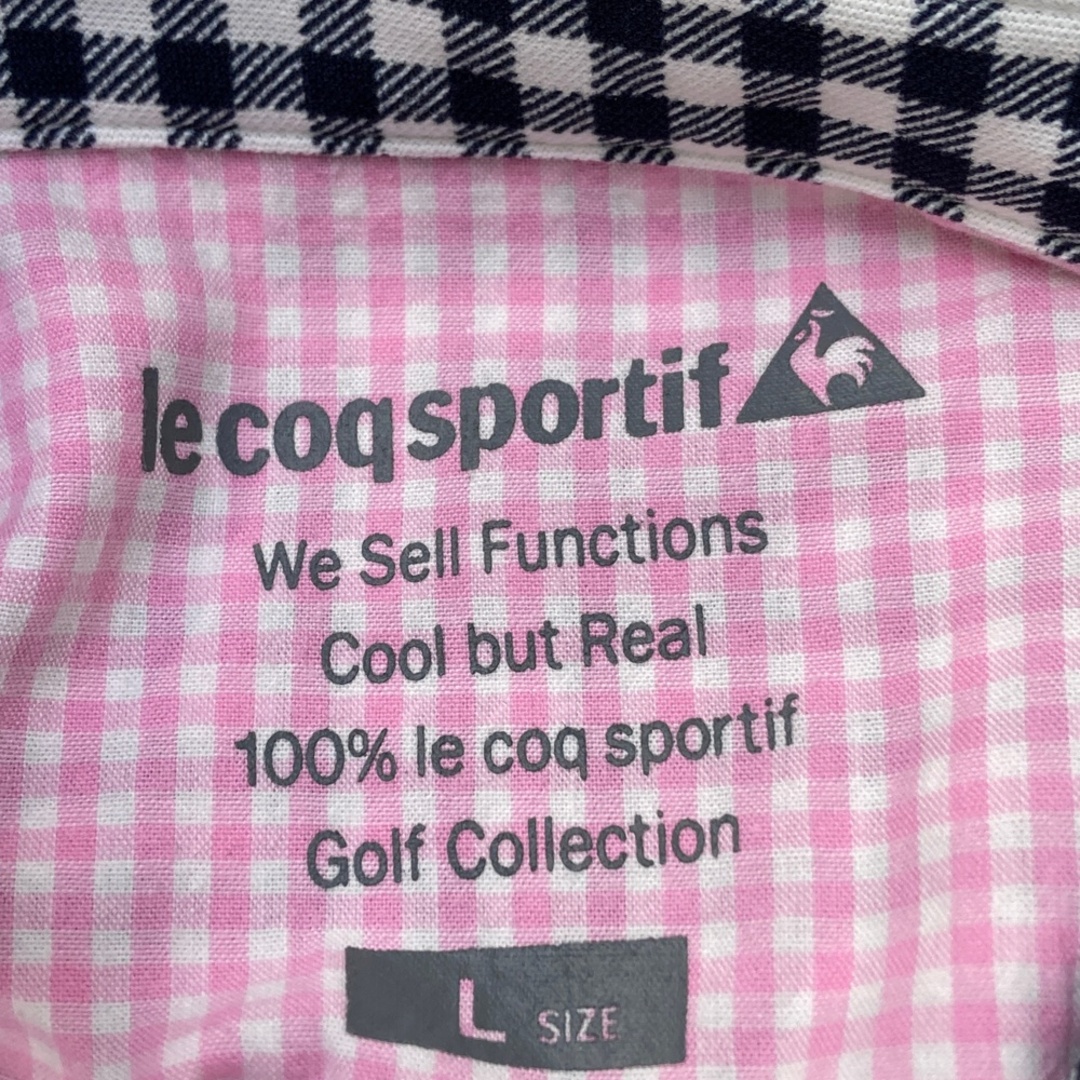 le coq sportif
We Sell Functions
Cool but Real
100% le coq sportif
Golf Collection
L SIZE